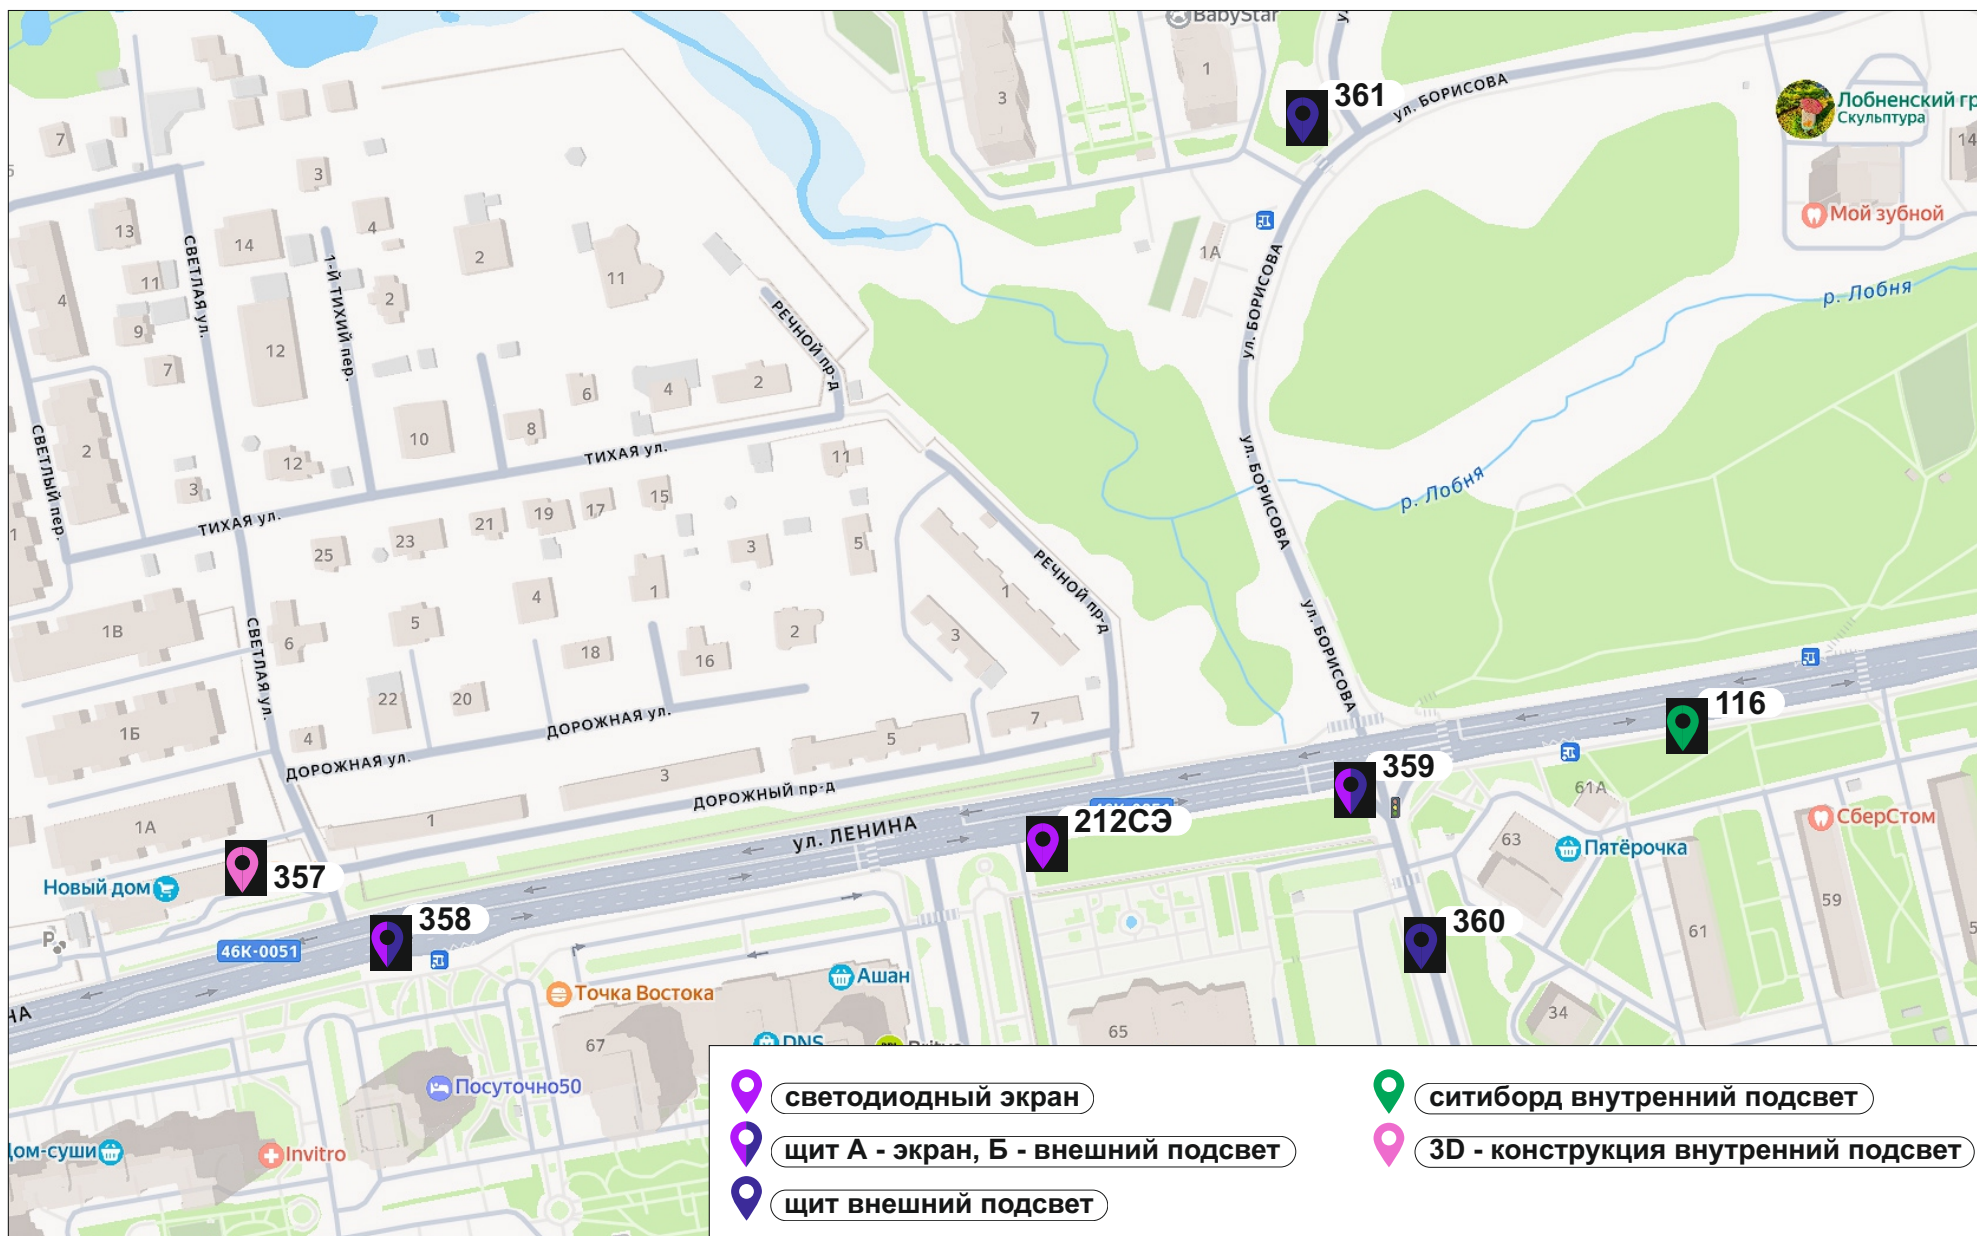 BabyStar
361
ул. БОРИСОВА
Лобненский гр
Скульптура
Мой зубной
р. Лобня
3
1
1А
14
7
13
11
9
7
4
2
3
14
12
12
3
4
2
2
11
10
8
6
4
2
СВЕТЛАЯ ул.
1-Й ТИХИЙ пер.
РЕЧНОЙ пр-д
ул. БОРИСОВА
ул. БОРИСОВА
СВЕТЛЫЙ пер.
ТИХАЯ ул.
ТИХАЯ ул.
р. Лобня
25
23
21
19
17
15
11
3
5
1
1
3
4
5
6
18
16
2
22
20
4
1В
1Б
1А
СВЕТЛАЯ ул.
РЕЧНОЙ пр-д
ул. БОРИСОВА
ДОРОЖНАЯ ул.
ДОРОЖНАЯ ул.
7
5
3
1
ДОРОЖНЫЙ пр-д
116
359
212СЭ
ул. ЛЕНИНА
61А
63
Пятёрочка
СберСтом
357
Новый дом
358
360
46К-0051
P
61
59
Ашан
Точка Востока
34
65
67
DNS
Посуточно50
Invitro
Дом-суши
светодиодный экран
щит А - экран, Б - внешний подсвет
щит внешний подсвет
ситиборд внутренний подсвет
3D - конструкция внутренний подсвет